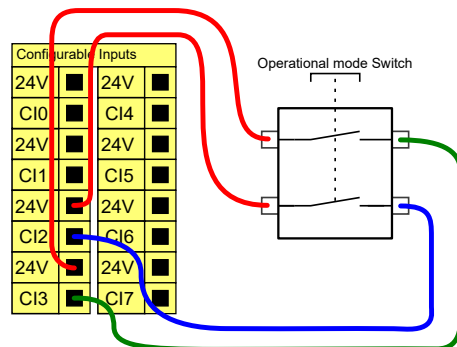 Configurable Inputs
Operational mode Switch
24V 24V
CI0 CI4
24V 24V
CI1 CI5
24V 24V
CI2 CI6
24V 24V
CI3 CI7